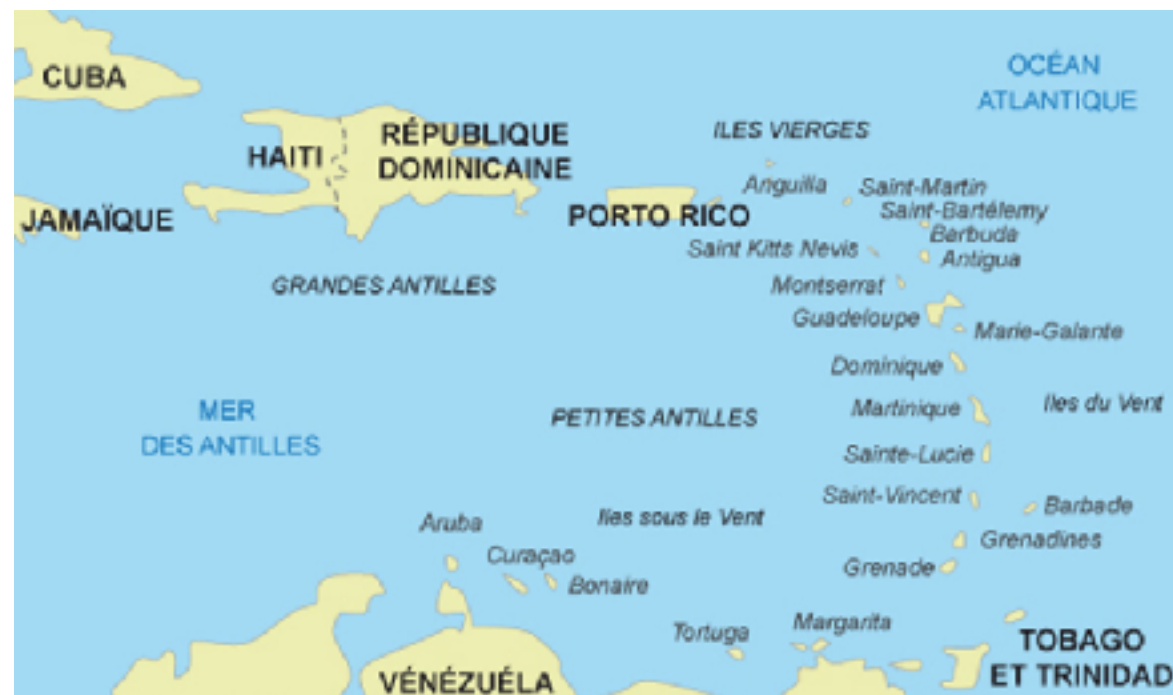 OCÉAN
ATLANTIQUE
CUBA
ILES VIERGES
RÉPUBLIQUE
DOMINICAINE
HAITI
Anguilla
Saint-Martin
JAMAÏQUE
PORTO RICO
Saint-Bartélemy
Barbuda
Saint Kitts Nevis
Antigua
GRANDES ANTILLES
Montserrat
Guadeloupe
Marie-Galante
Dominique
MER
DES ANTILLES
PETITES ANTILLES
Martinique
Iles du Vent
Sainte-Lucie
Saint-Vincent
Barbade
Aruba
Iles sous le Vent
Grenadines
Curaçao
Bonaire
Grenade
Tortuga
Margarita
TOBAGO
ET TRINIDAD
VÉNÉZUÉLA